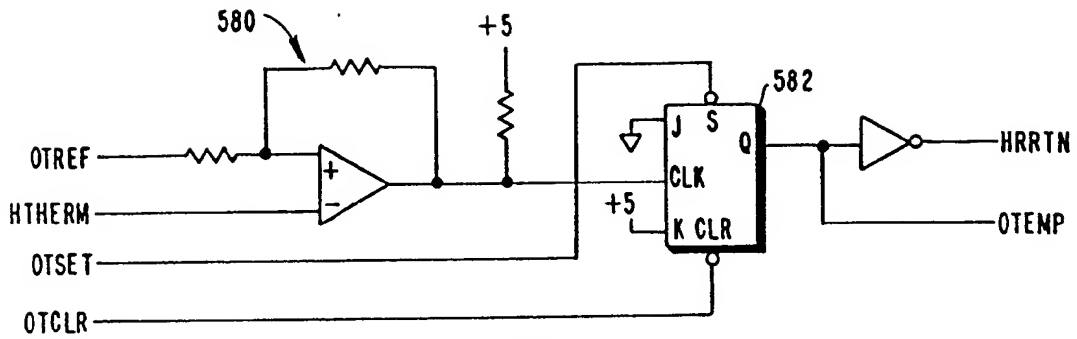 580
+5
582
J
S
Q
OTREF
+
CLK
HRRTN
HTHERM
-
+5
K CLR
OTEMP
OTSET
OTCLR